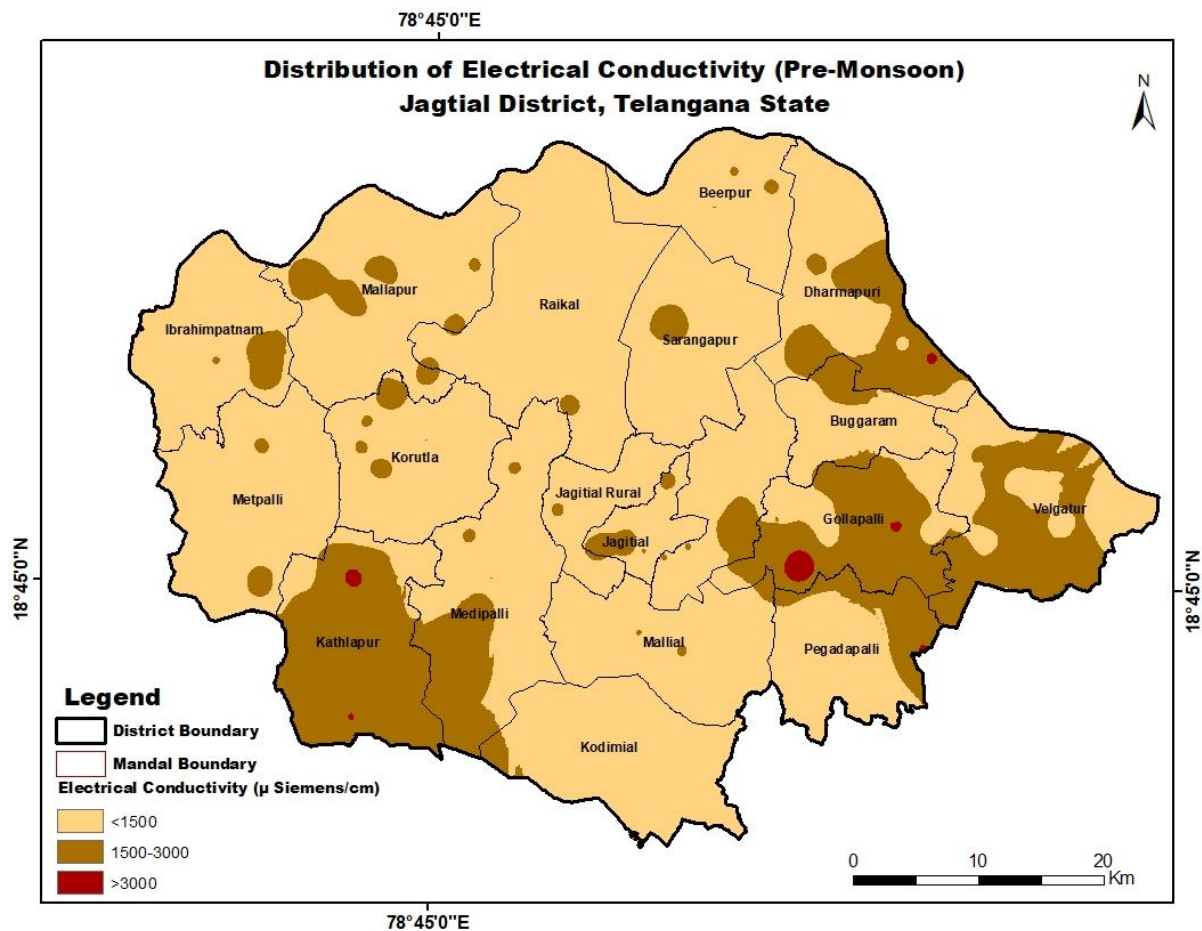 78°45'0"E
Distribution of Electrical Conductivity (Pre-Monsoon)
Jagtial District, Telangana State
N
Beerpur
Dharmapuri
Mallapur
Raikal
Ibrahimpatnam
Sarangapur
Buggaram
Korutla
Metpalli
Jagitial Rural
Velgatur
Gollapalli
Jagitial
18°45'0"N
18°45'0"N
Medipalli
Kathlapur
Mallial
Pegadapalli
Kodimial
Legend
District Boundary
Mandal Boundary
Electrical Conductivity (µ Siemens/cm)
<1500
1500-3000
>3000
0 10 20
Km
78°45'0"E